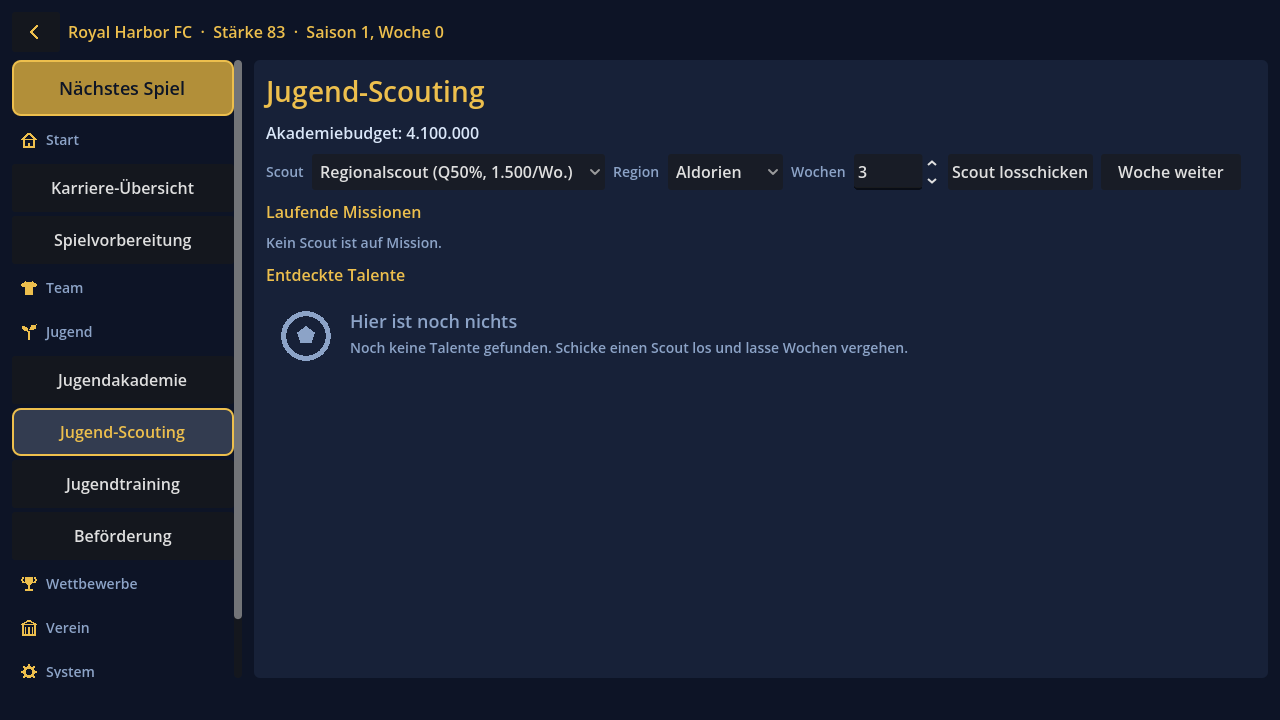 Royal Harbor FC · Stärke 83 · Saison 1, Woche 0
Nächstes Spiel
Start
Karriere-Übersicht
Spielvorbereitung
Team
Jugend
Jugendakademie
Jugend-Scouting
Jugendtraining
Beförderung
Wettbewerbe
Verein
System
Jugend-Scouting
Akademiebudget: 4.100.000
Scout Regionalscout (Q50%, 1.500/Wo.) Region Aldorien Wochen 3 Scout losschicken Woche weiter
Laufende Missionen
Kein Scout ist auf Mission.
Entdeckte Talente
Hier ist noch nichts
Noch keine Talente gefunden. Schicke einen Scout los und lasse Wochen vergehen.